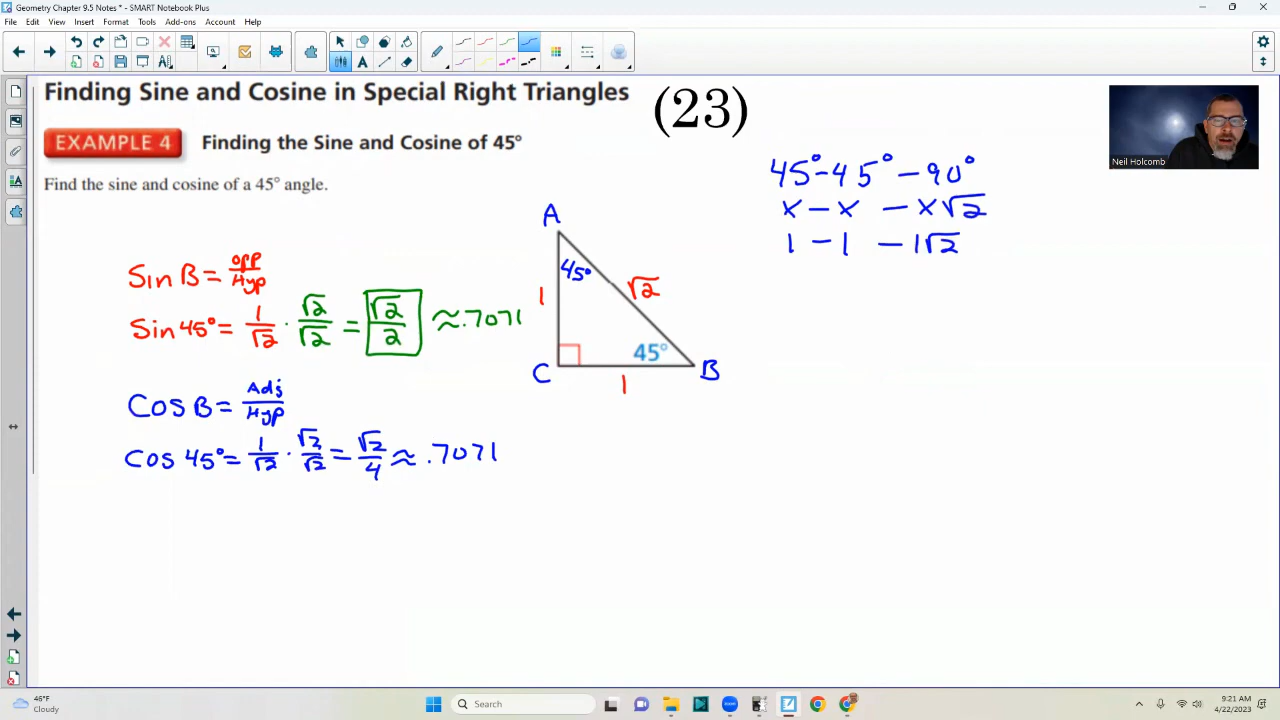 Geometry Chapter 9.5 Notes * - SMART Notebook Plus
File Edit View Insert Format Tools Add-ons Account Help
Finding Sine and Cosine in Special Right Triangles
(23)
EXAMPLE 4 Finding the Sine and Cosine of 45°
Find the sine and cosine of a 45° angle.
Neil Holcomb
45° - 45° - 90°
x - x - x√2
1 - 1 - 1√2
Sin B = opp/Hyp
Sin 45° = 1/√2 · √2/√2 = √2/2 ≈ .7071
Cos B = Adj/Hyp
Cos 45° = 1/√2 · √2/√2 = √2/4 ≈ .7071
A
45°
1
√2
45°
C
B
1
46°F
Cloudy
Search
9:21 AM
4/22/2023